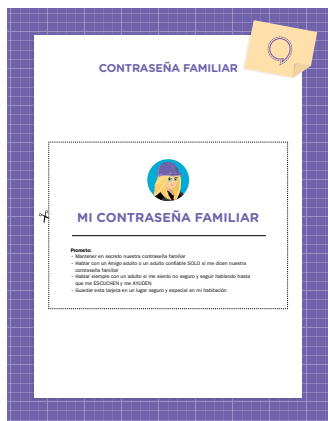 CONTRASEÑA FAMILIAR
MI CONTRASEÑA FAMILIAR
Prometo:
- Mantener en secreto nuestra contraseña familiar
- Hablar con un Amigo adulto o un adulto confiable SOLO si me dicen nuestra
contraseña familiar
- Hablar siempre con un adulto si me siento no seguro y seguir hablando hasta
que me ESCUCHEN y me AYUDEN
- Guardar esta tarjeta en un lugar seguro y especial en mi habitación